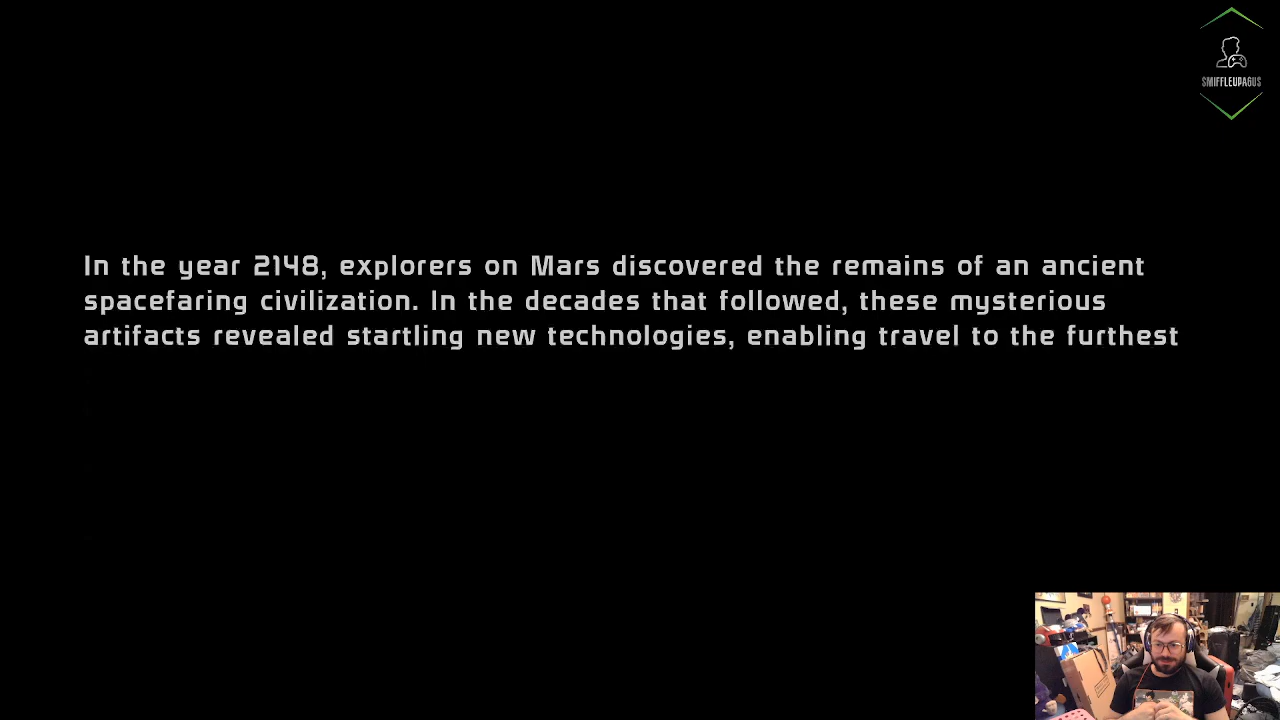 SMIFFLEUPAGUS
In the year 2148, explorers on Mars discovered the remains of an ancient
spacefaring civilization. In the decades that followed, these mysterious
artifacts revealed startling new technologies, enabling travel to the furthest